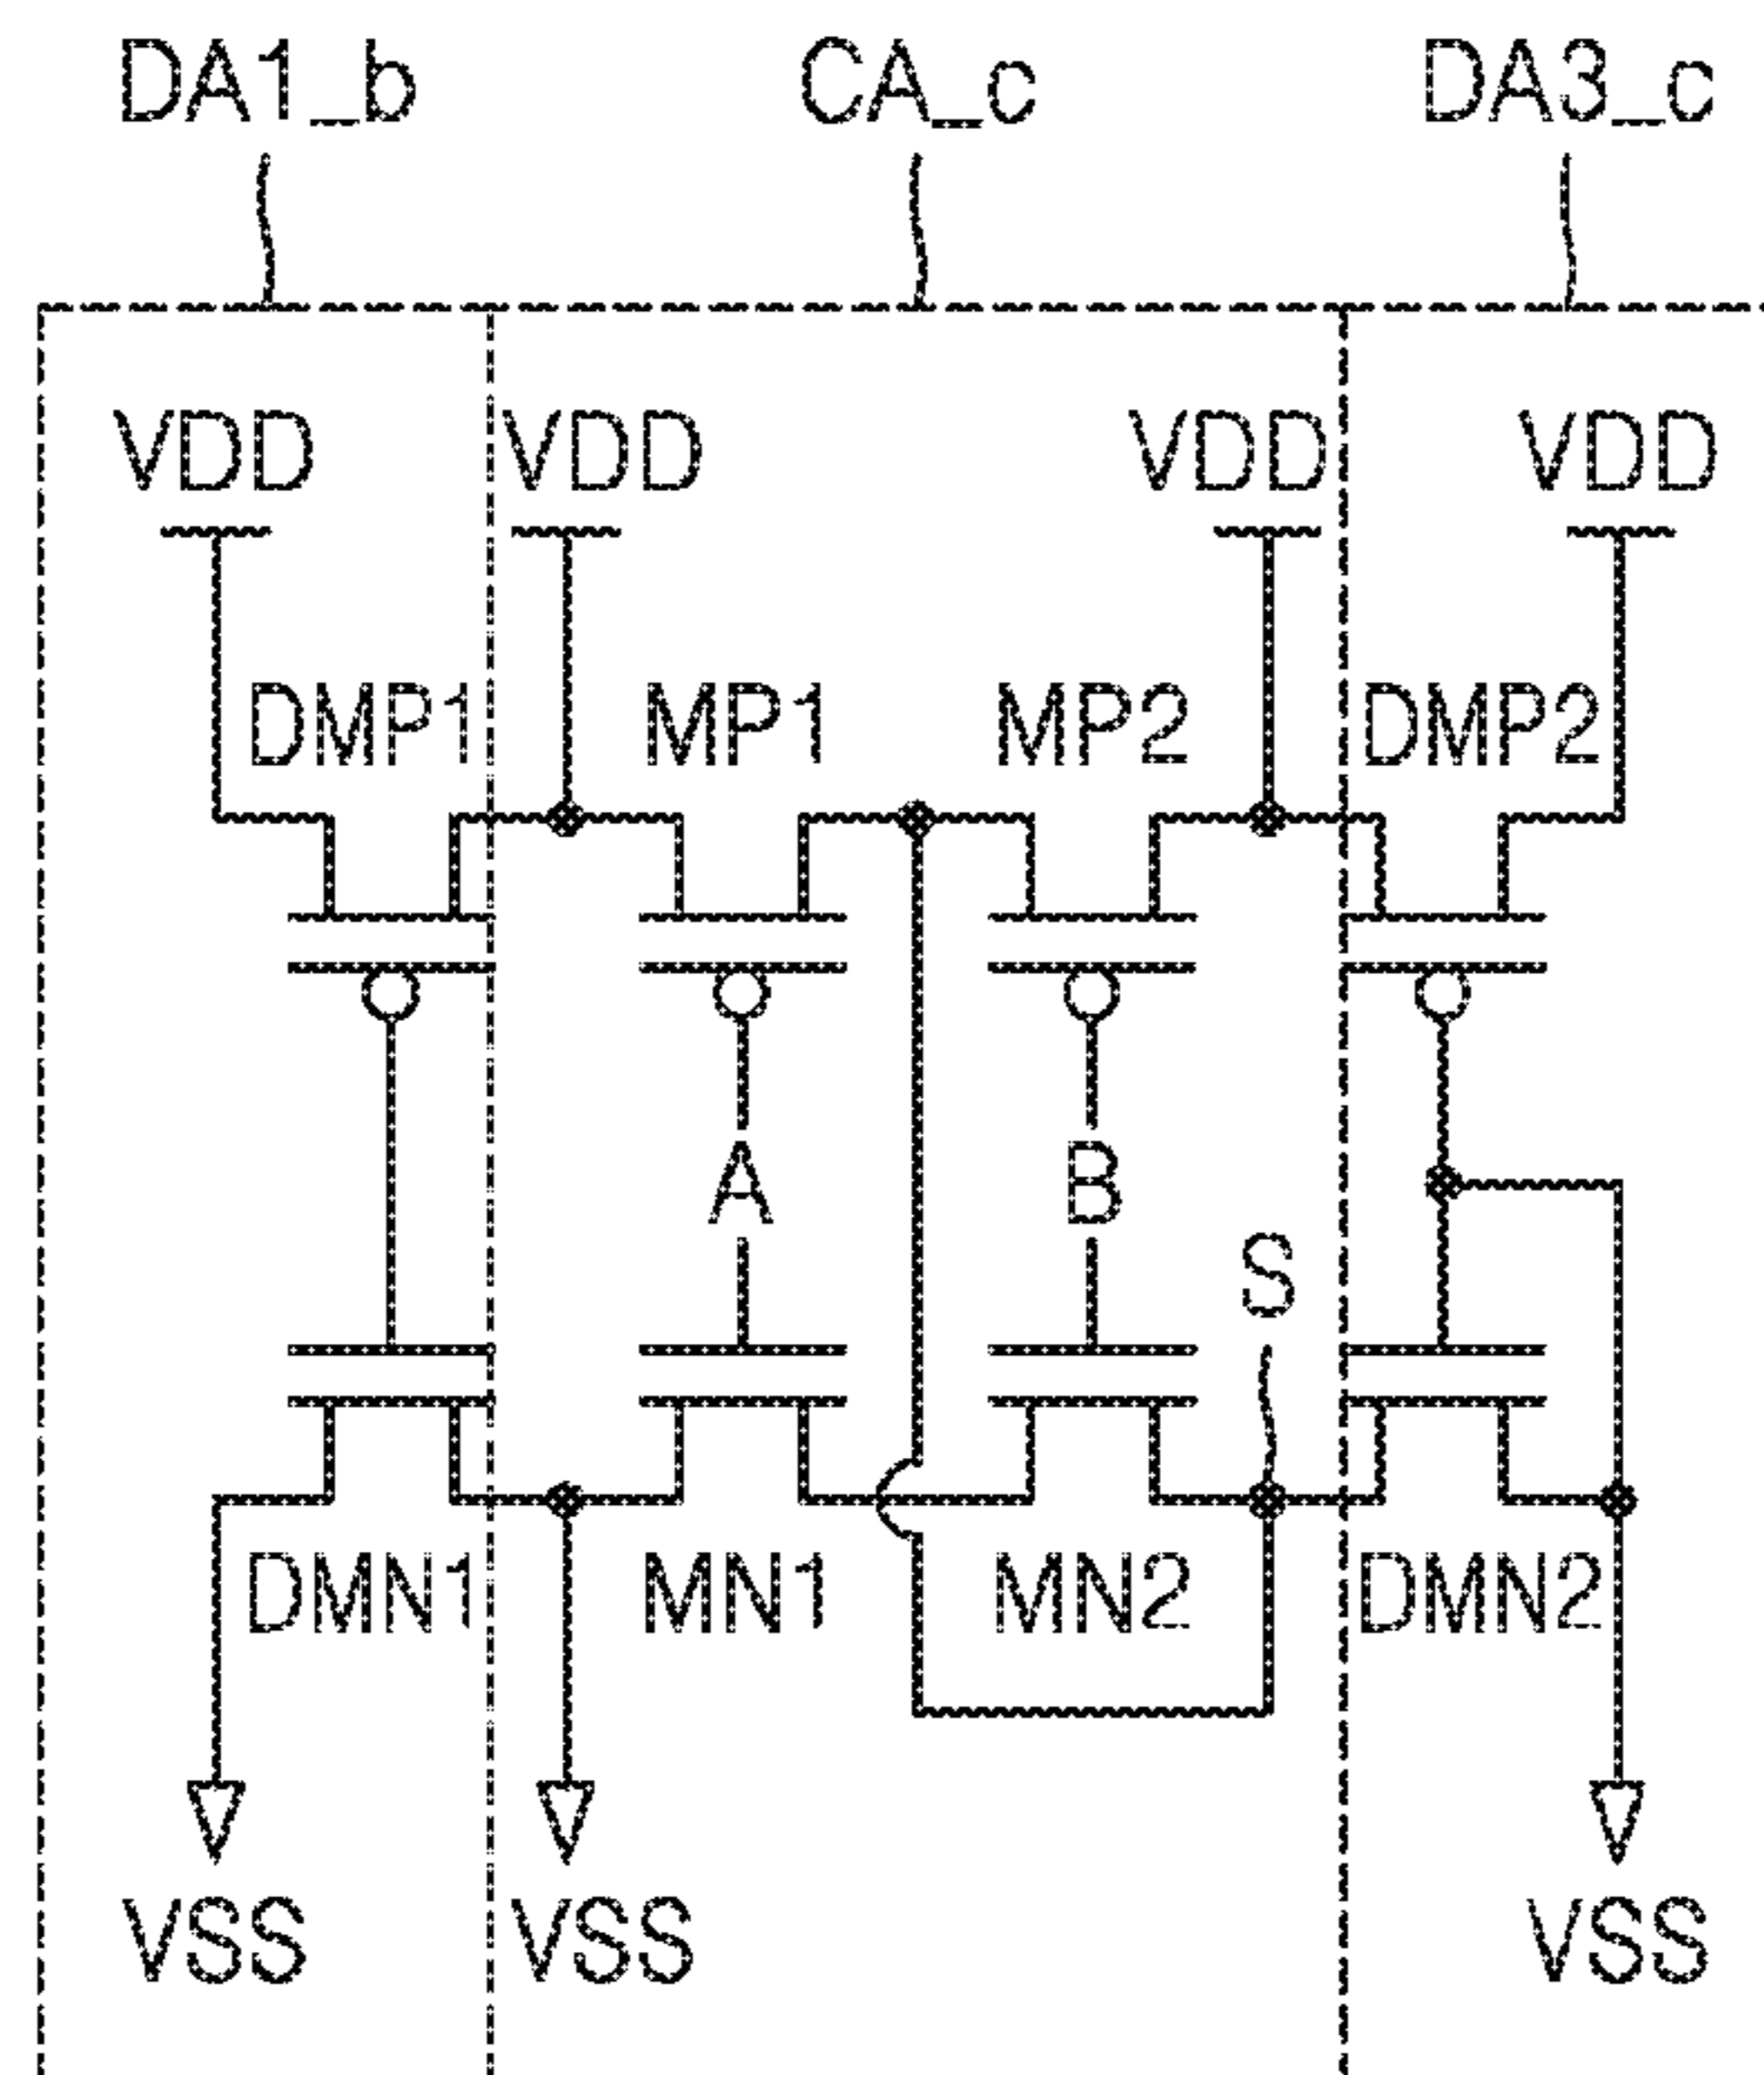 DA1_b CA_c DA3_c
VDD VDD VDD VDD
DMP1 MP1 MP2 DMP2
A B
S
DMN1 MN1 MN2 DMN2
VSS VSS VSS